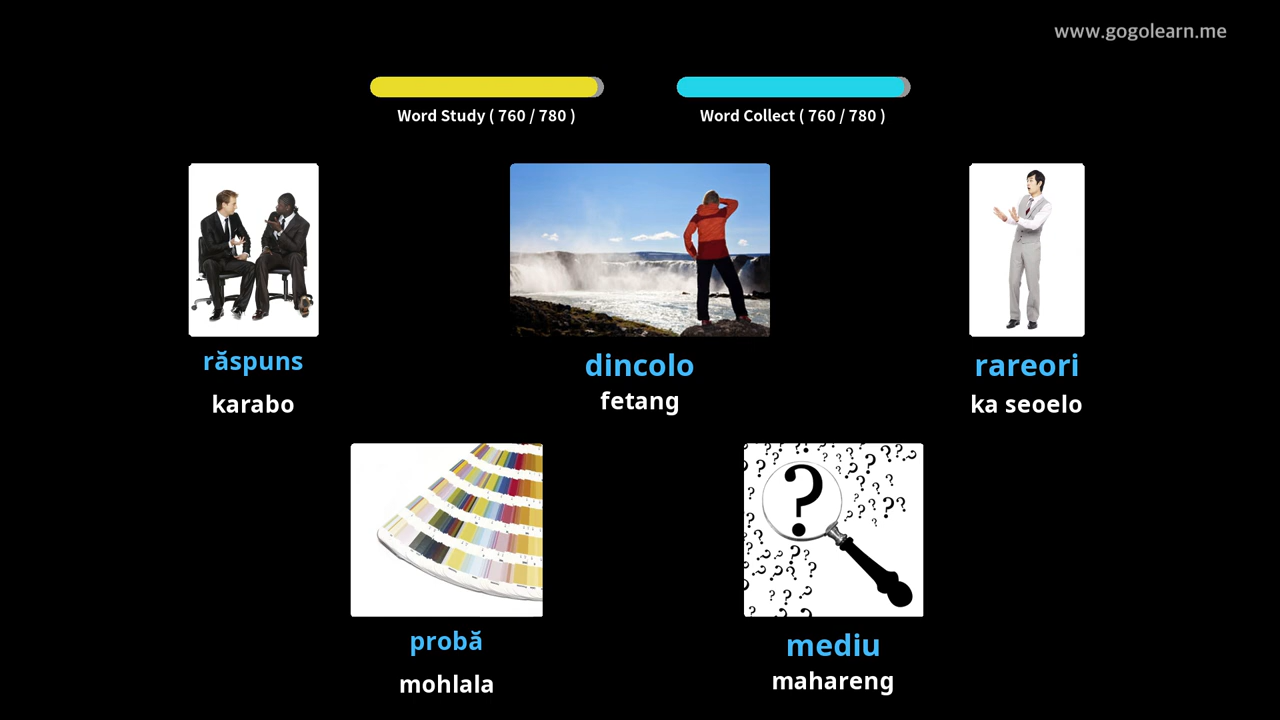 www.gogolearn.me
Word Study ( 760 / 780 )
Word Collect ( 760 / 780 )
răspuns
karabo
dincolo
fetang
rareori
ka seoelo
probă
mohlala
mediu
mahareng